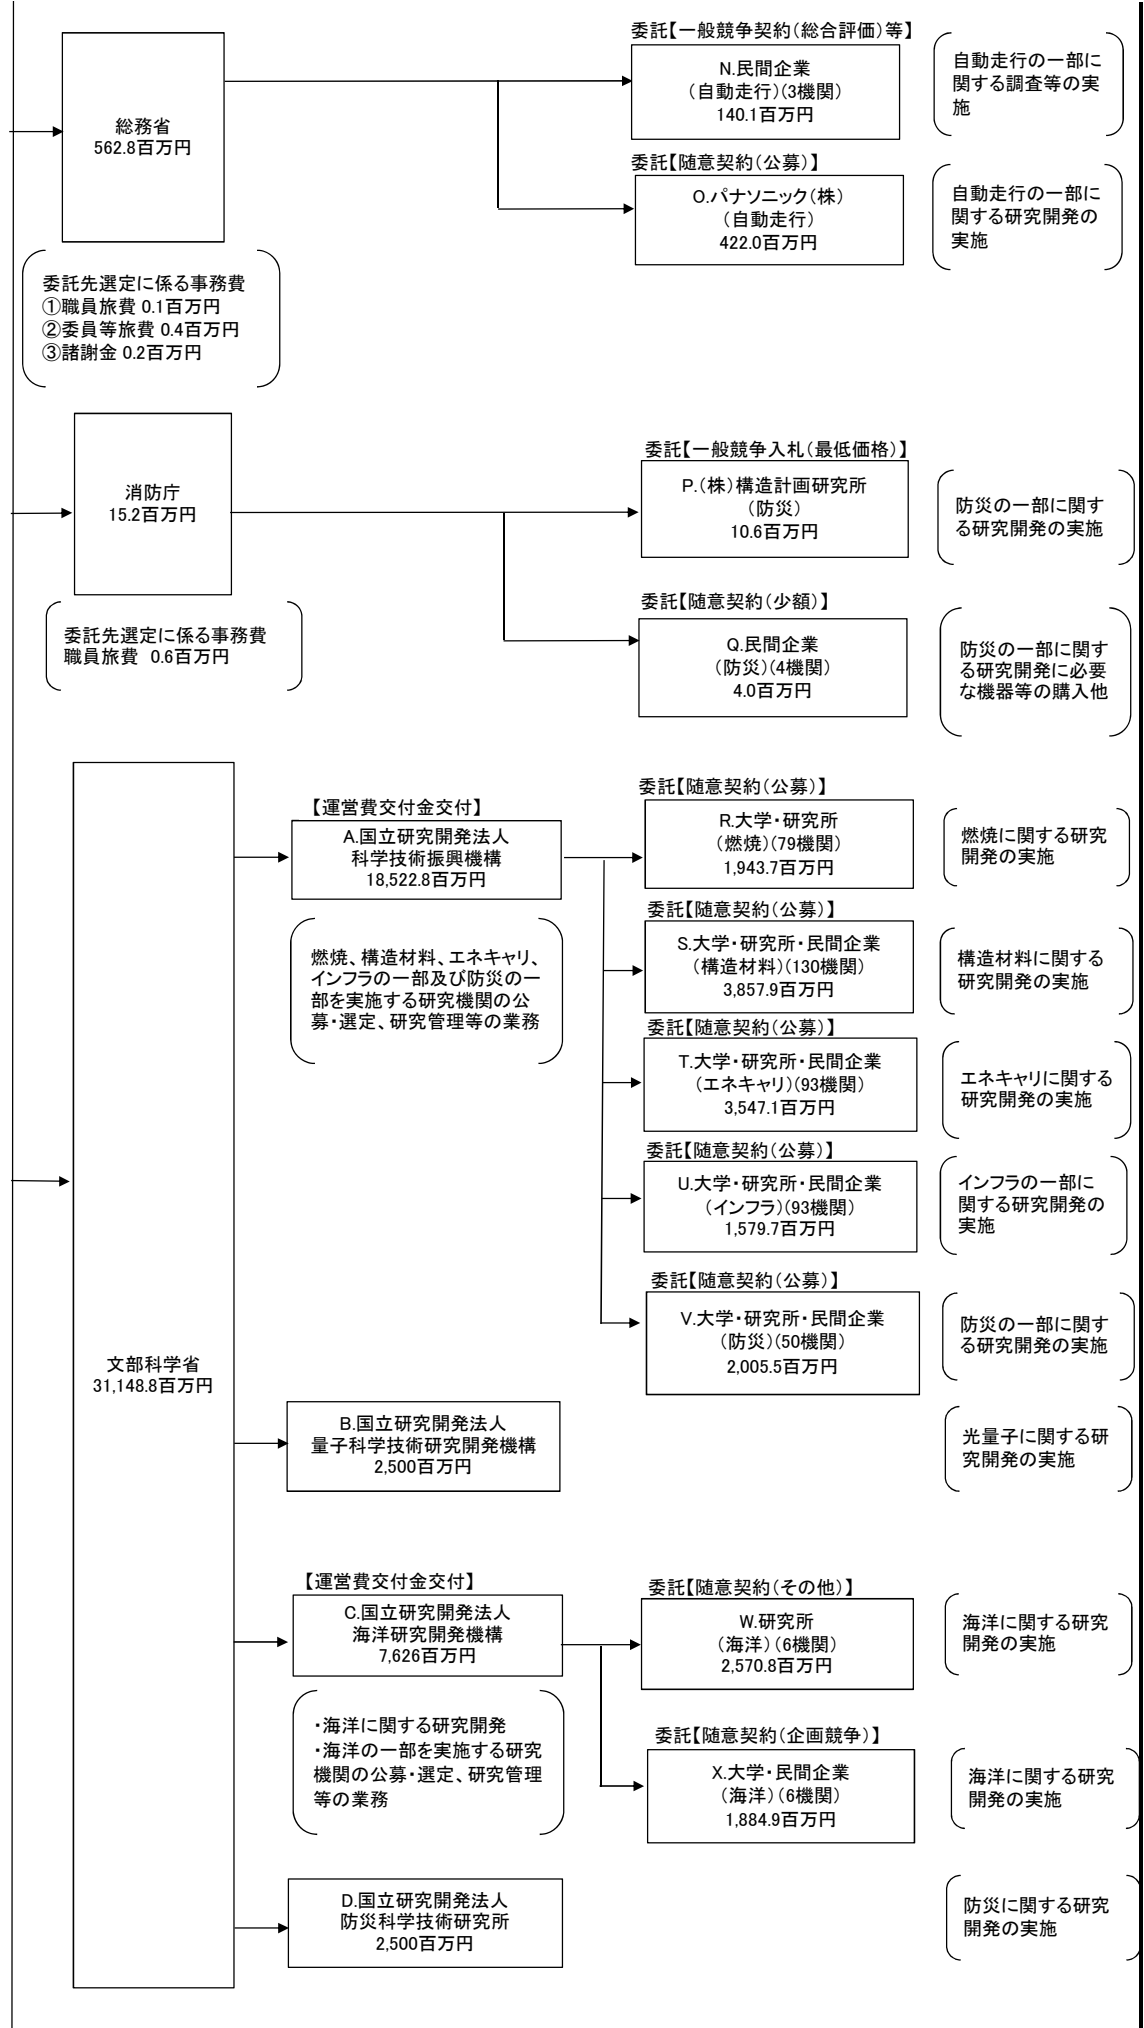 委託【一般競争契約(総合評価)等】
N.民間企業
(自動走行)(3機関)
140.1百万円
自動走行の一部に
関する調査等の実
施
総務省
562.8百万円
委託【随意契約(公募)】
O.パナソニック(株)
(自動走行)
422.0百万円
自動走行の一部に
関する研究開発の
実施
委託先選定に係る事務費
①職員旅費 0.1百万円
②委員等旅費 0.4百万円
③諸謝金 0.2百万円
消防庁
15.2百万円
委託【一般競争入札(最低価格)】
P.(株)構造計画研究所
(防災)
10.6百万円
防災の一部に関す
る研究開発の実施
委託先選定に係る事務費
職員旅費 0.6百万円
委託【随意契約(少額)】
Q.民間企業
(防災)(4機関)
4.0百万円
防災の一部に関す
る研究開発に必要
な機器等の購入他
文部科学省
31,148.8百万円
【運営費交付金交付】
A.国立研究開発法人
科学技術振興機構
18,522.8百万円
燃焼、構造材料、エネキャリ、
インフラの一部及び防災の一
部を実施する研究機関の公
募・選定、研究管理等の業務
委託【随意契約(公募)】
R.大学・研究所
(燃焼)(79機関)
1,943.7百万円
燃焼に関する研究
開発の実施
委託【随意契約(公募)】
S.大学・研究所・民間企業
(構造材料)(130機関)
3,857.9百万円
構造材料に関する
研究開発の実施
委託【随意契約(公募)】
T.大学・研究所・民間企業
(エネキャリ)(93機関)
3,547.1百万円
エネキャリに関する
研究開発の実施
委託【随意契約(公募)】
U.大学・研究所・民間企業
(インフラ)(93機関)
1,579.7百万円
インフラの一部に
関する研究開発の
実施
委託【随意契約(公募)】
V.大学・研究所・民間企業
(防災)(50機関)
2,005.5百万円
防災の一部に関す
る研究開発の実施
B.国立研究開発法人
量子科学技術研究開発機構
2,500百万円
光量子に関する研
究開発の実施
【運営費交付金交付】
C.国立研究開発法人
海洋研究開発機構
7,626百万円
・海洋に関する研究開発
・海洋の一部を実施する研究
機関の公募・選定、研究管理
等の業務
委託【随意契約(その他)】
W.研究所
(海洋)(6機関)
2,570.8百万円
海洋に関する研究
開発の実施
委託【随意契約(企画競争)】
X.大学・民間企業
(海洋)(6機関)
1,884.9百万円
海洋に関する研究
開発の実施
D.国立研究開発法人
防災科学技術研究所
2,500百万円
防災に関する研究
開発の実施